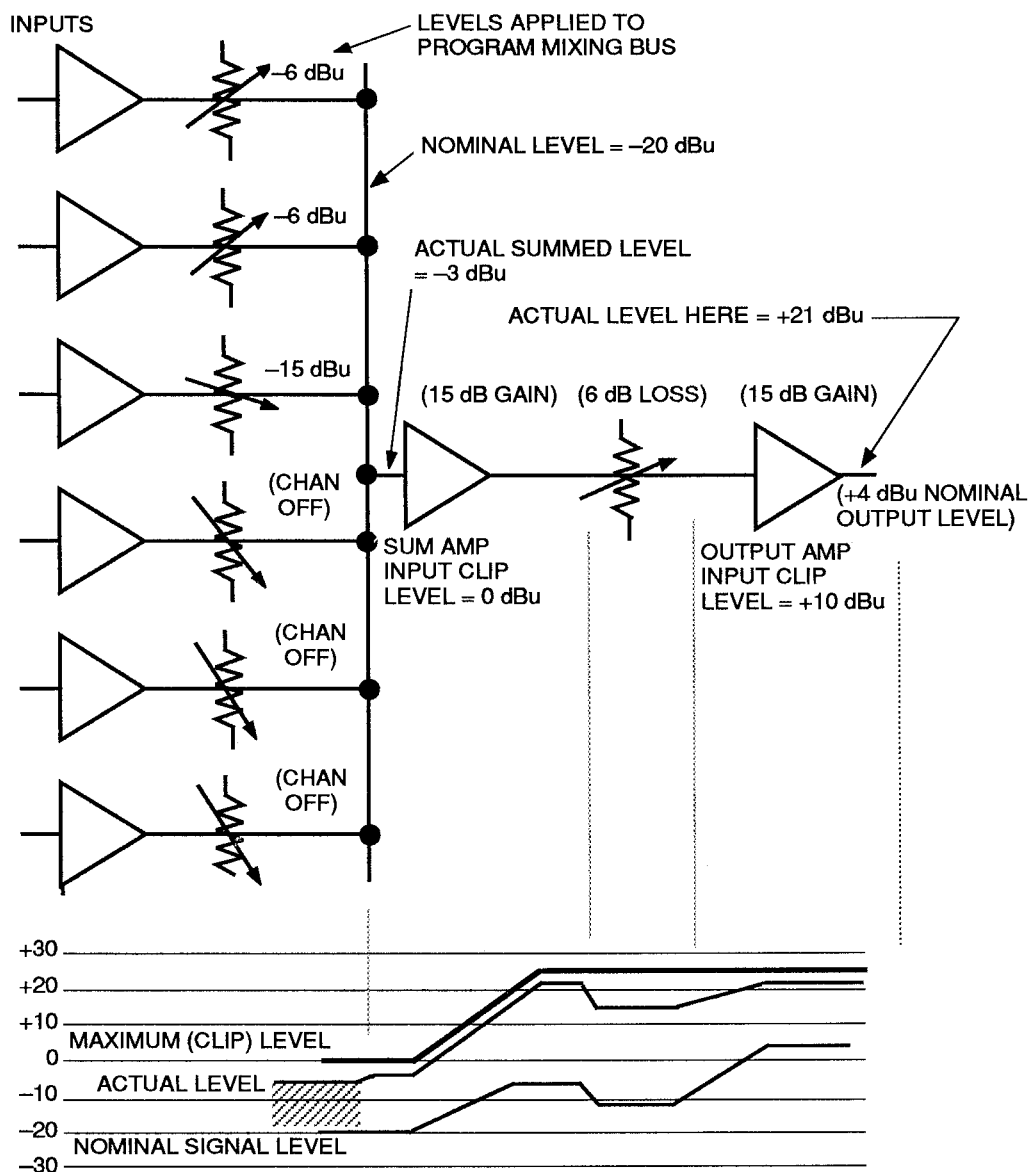 INPUTS
LEVELS APPLIED TO
PROGRAM MIXING BUS
–6 dBu
NOMINAL LEVEL = –20 dBu
–6 dBu
ACTUAL SUMMED LEVEL
= –3 dBu
ACTUAL LEVEL HERE = +21 dBu
–15 dBu
(15 dB GAIN)
(6 dB LOSS)
(15 dB GAIN)
(CHAN
OFF)
(+4 dBu NOMINAL
OUTPUT LEVEL)
SUM AMP
INPUT CLIP
LEVEL = 0 dBu
OUTPUT AMP
INPUT CLIP
LEVEL = +10 dBu
(CHAN
OFF)
(CHAN
OFF)
+30
+20
+10
MAXIMUM (CLIP) LEVEL
0
ACTUAL LEVEL
–10
–20
NOMINAL SIGNAL LEVEL
–30